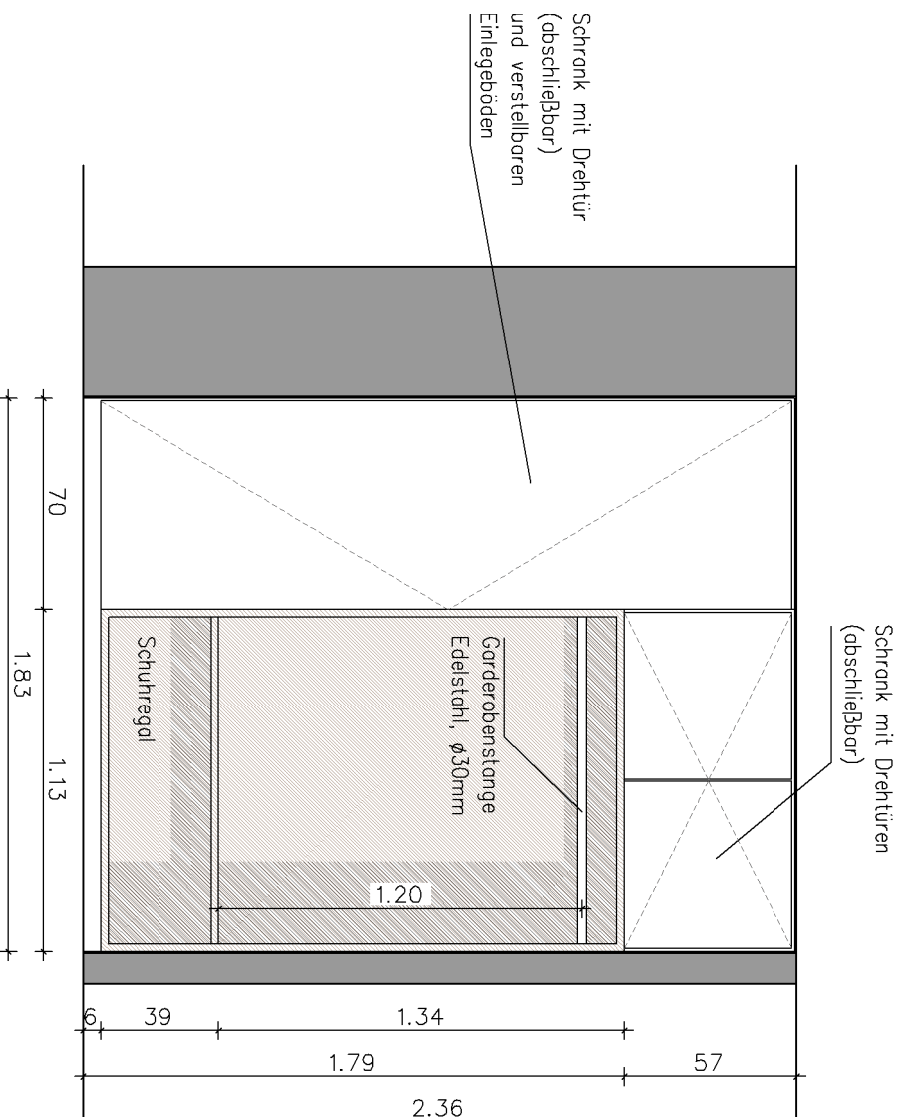 Schrank mit Drehtür
(abschließbar)
und verstellbaren
Einlegeböden
Schrank mit Drehtüren
(abschließbar)
Garderobenstange
Edelstahl, ø30mm
Schuhregal
1.20
70
1.13
1.83
6
39
1.34
1.79
57
2.36